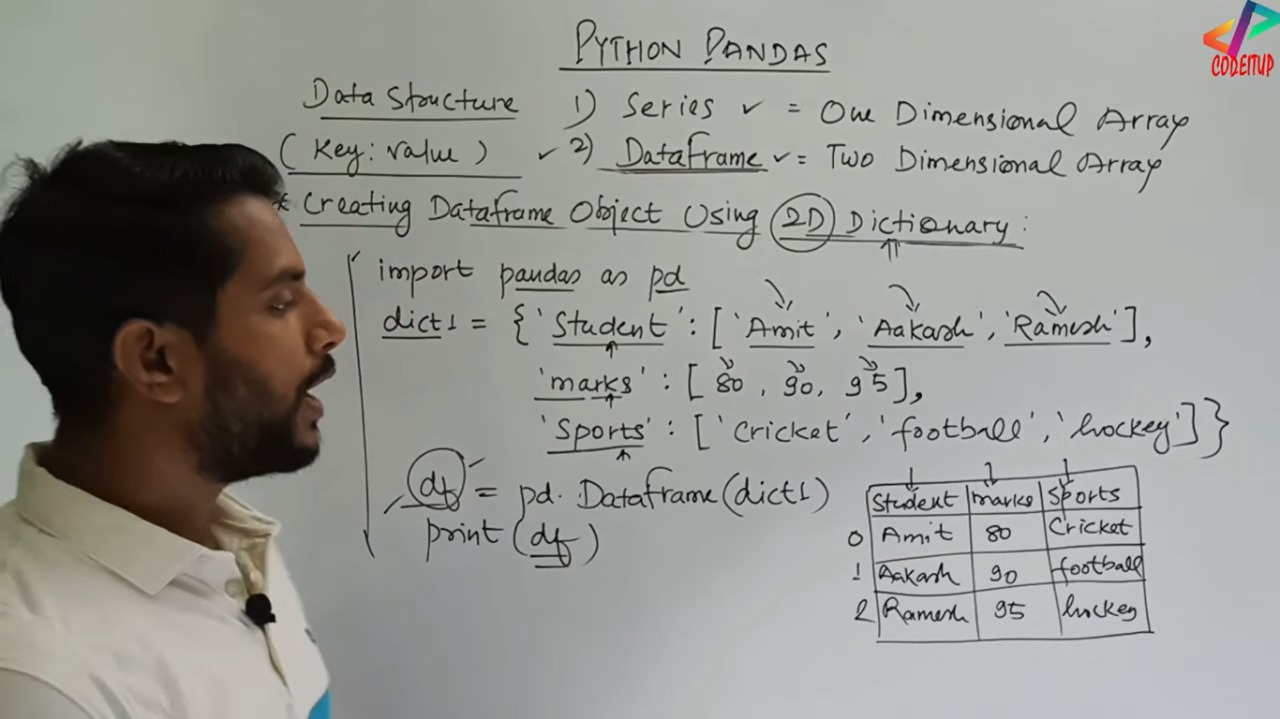 PYTHON PANDAS
CODEITUP
Data Structure 1) Series ✓ = One Dimensional Array
(Key:value) ✓ 2) DataFrame ✓ = Two Dimensional Array
* Creating Dataframe Object Using 2D Dictionary:
import pandas as pd
dict1 = {'Student': ['Amit', 'Aakash', 'Ramesh'],
'marks' : [80, 90, 95],
'Sports' : ['Cricket', 'football', 'hockey']}
df = pd. Dataframe(dict1)
print (df)
Student marks Sports
0 Amit 80 Cricket
1 Aakash 90 football
2 Ramesh 95 hockey